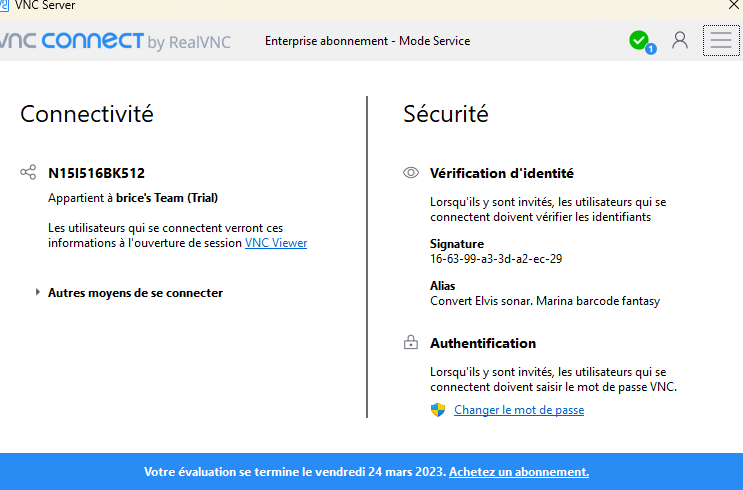 VNC Server
vnc connect by RealVNC
Enterprise abonnement - Mode Service
1
Connectivité
N15I516BK512
Appartient à brice's Team (Trial)
Les utilisateurs qui se connectent verront ces
informations à l'ouverture de session VNC Viewer
Autres moyens de se connecter
Sécurité
Vérification d'identité
Lorsqu'ils y sont invités, les utilisateurs qui se
connectent doivent vérifier les identifiants
Signature
16-63-99-a3-3d-a2-ec-29
Alias
Convert Elvis sonar. Marina barcode fantasy
Authentification
Lorsqu'ils y sont invités, les utilisateurs qui se
connectent doivent saisir le mot de passe VNC.
Changer le mot de passe
Votre évaluation se termine le vendredi 24 mars 2023. Achetez un abonnement.